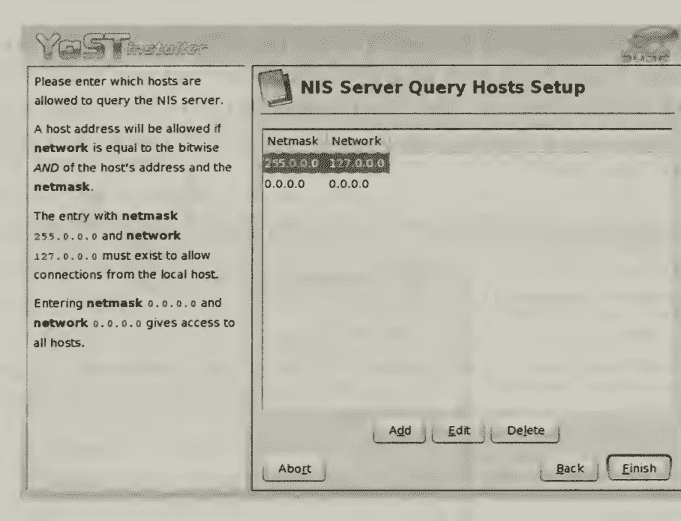 YaST Installer
SUSE
Please enter which hosts are
allowed to query the NIS server.
A host address will be allowed if
network is equal to the bitwise
AND of the host's address and the
netmask.
The entry with netmask
255.0.0.0 and network
127.0.0.0 must exist to allow
connections from the local host.
Entering netmask 0.0.0.0 and
network 0.0.0.0 gives access to
all hosts.
NIS Server Query Hosts Setup
Netmask Network
255.0.0.0 127.0.0.0
0.0.0.0 0.0.0.0
Add Edit Delete
Abort Back Finish